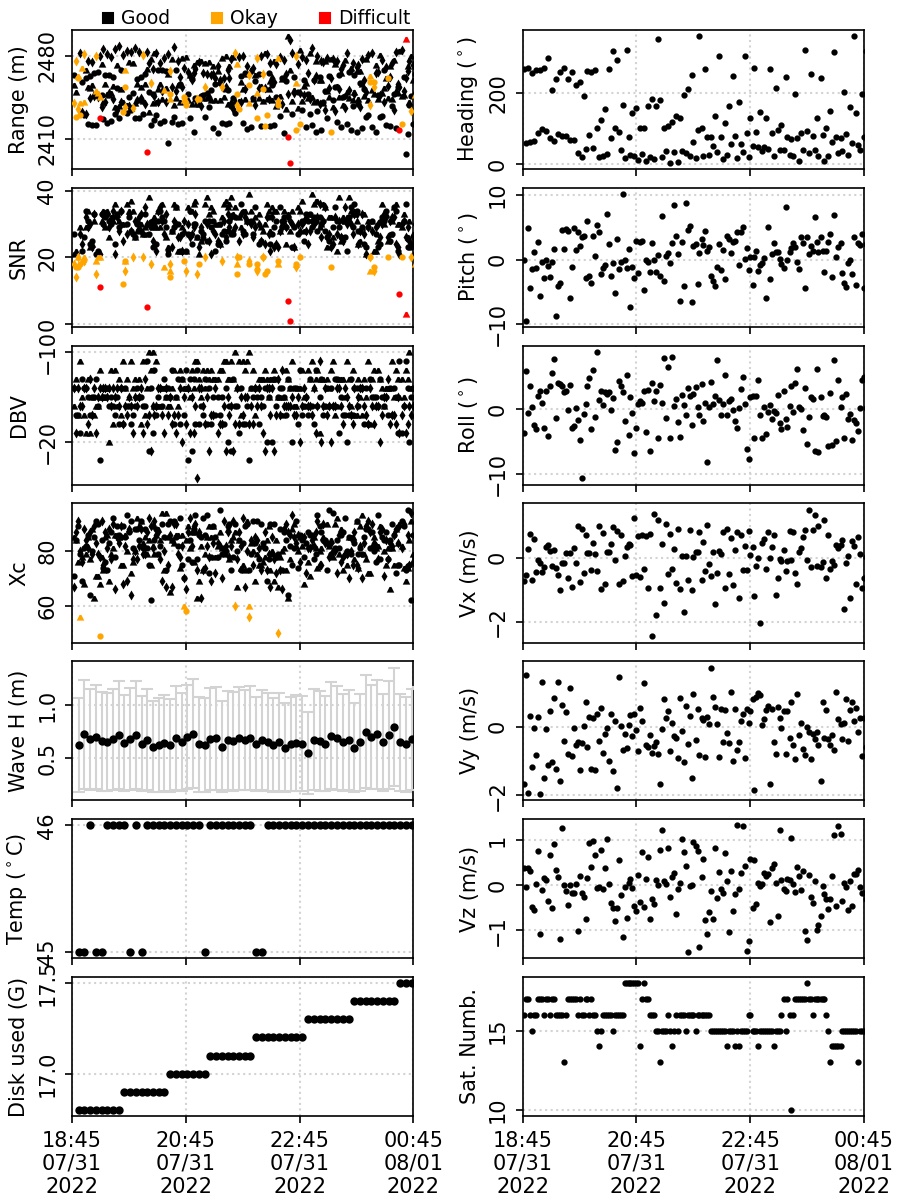 Good Okay Difficult
Range (m)
2480
2410
Heading (°)
200
0
SNR
40
20
0
Pitch (°)
10
0
−10
DBV
−10
−20
Roll (°)
0
−10
Xc
80
60
Vx (m/s)
0
−2
Wave H (m)
1.0
0.5
Vy (m/s)
0
−2
Temp (°C)
46
45
Vz (m/s)
1
0
−1
Disk used (G)
17.5
17.0
Sat. Numb.
15
10
18:45 20:45 22:45 00:45 18:45 20:45 22:45 00:45
07/31 07/31 07/31 08/01 07/31 07/31 07/31 08/01
2022 2022 2022 2022 2022 2022 2022 2022